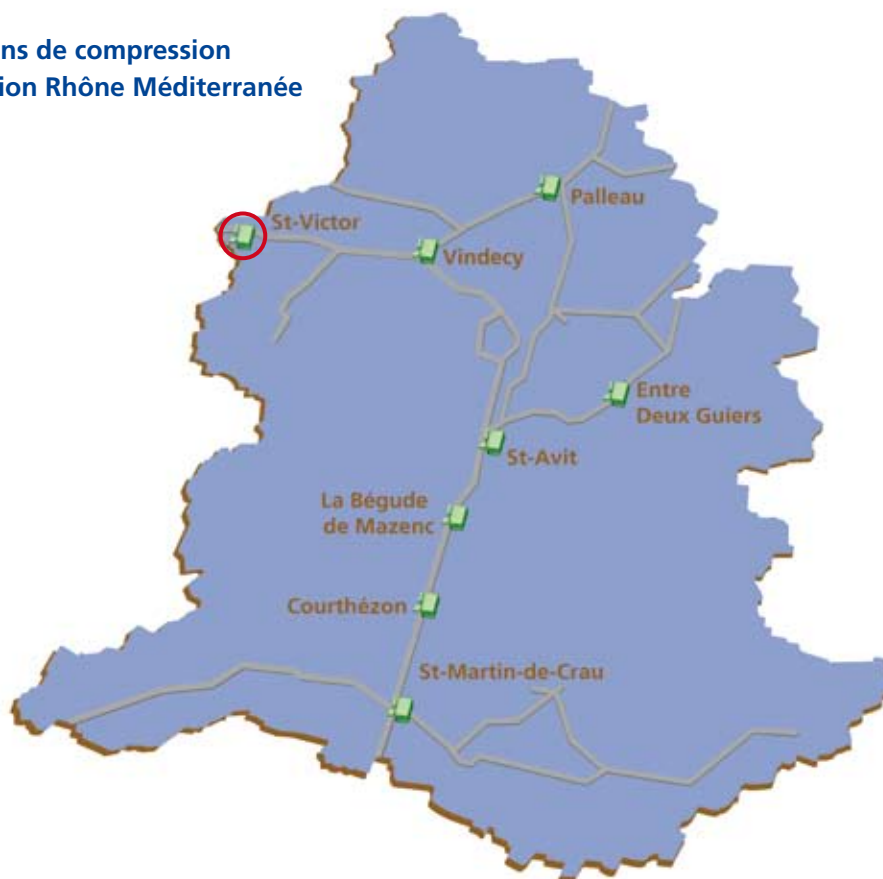 ns de compression
ion Rhône Méditerranée
Palleau
St-Victor
Vindecy
Entre
Deux Guiers
St-Avit
La Bégude
de Mazenc
Courthézon
St-Martin-de-Crau